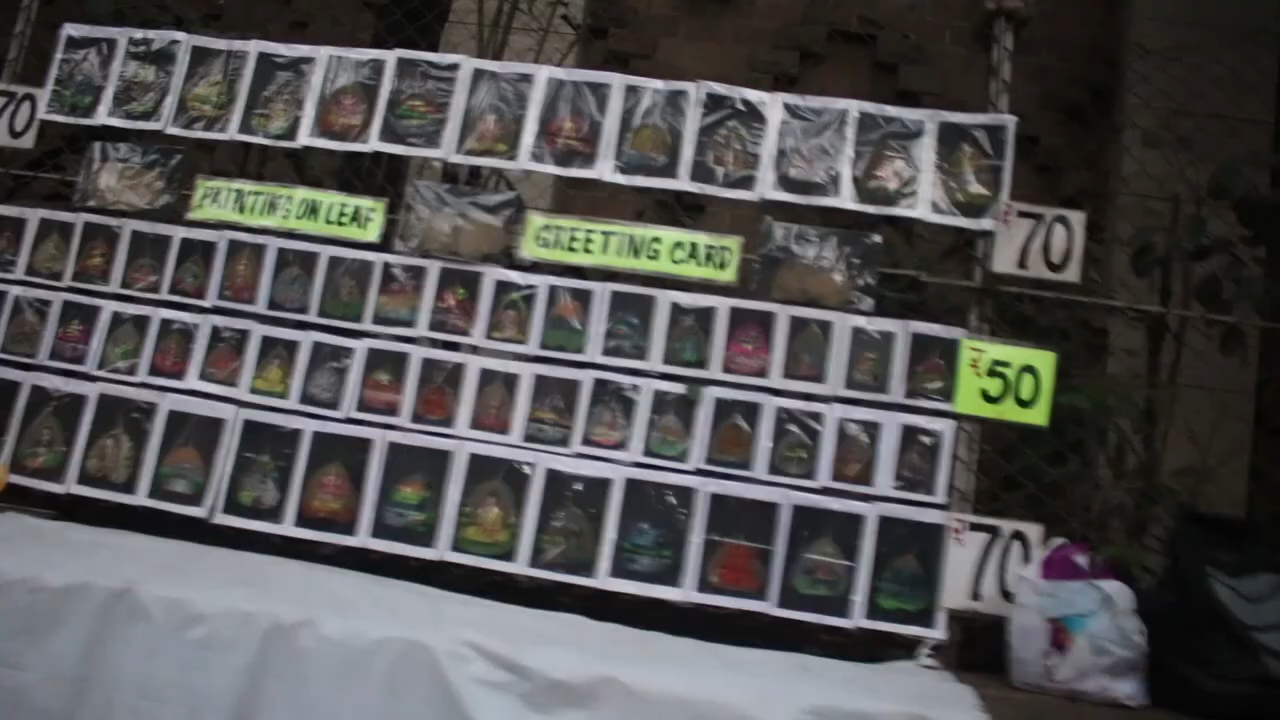 70
PAINTING ON LEAF
GREETING CARD
₹70
₹50
₹70